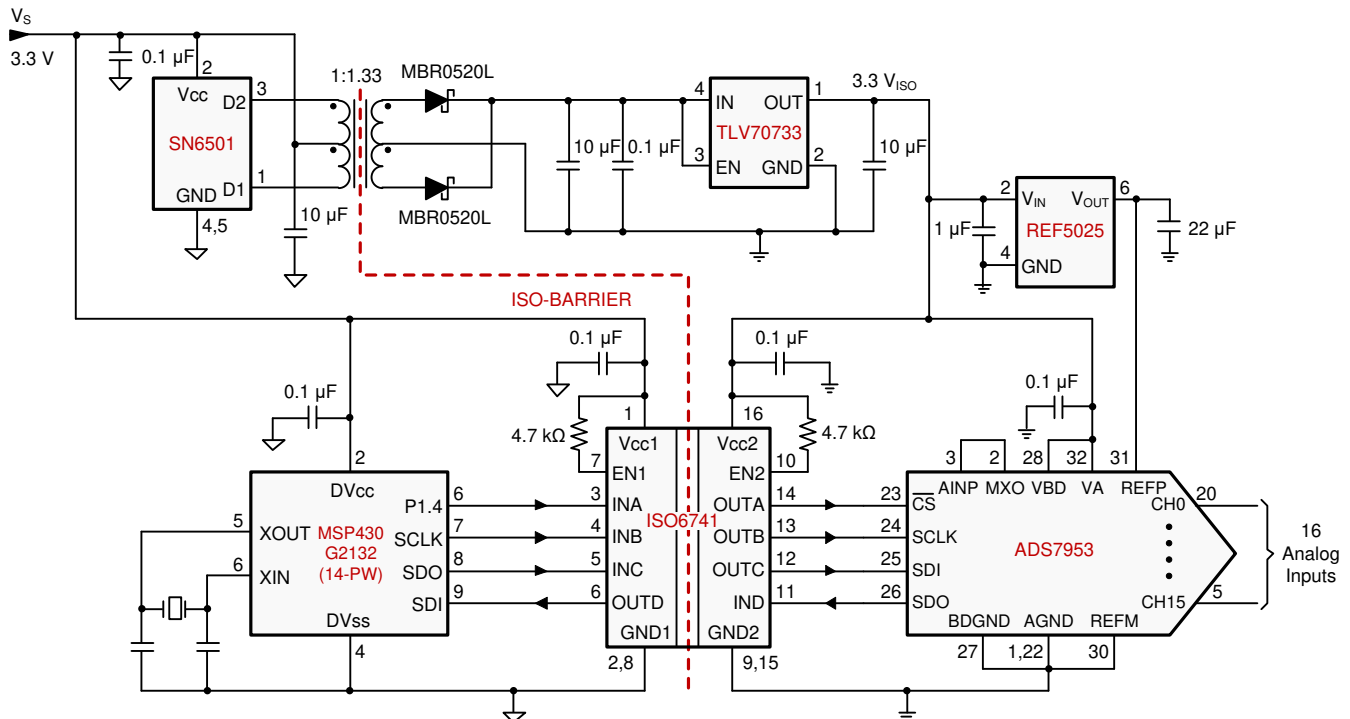 VS
3.3 V
0.1 µF
2
Vcc
D2
3
SN6501
D1
1
GND
4,5
10 µF
1:1.33
MBR0520L
MBR0520L
10 µF
0.1 µF
4
IN
OUT
1
TLV70733
3
EN
GND
2
3.3 VISO
10 µF
2
VIN
VOUT
6
1 µF
REF5025
22 µF
4
GND
ISO-BARRIER
0.1 µF
0.1 µF
0.1 µF
0.1 µF
4.7 kΩ
1
16
4.7 kΩ
2
DVcc
5
XOUT
MSP430
G2132
(14-PW)
6
XIN
P1.4
6
SCLK
7
SDO
8
SDI
9
DVss
4
Vcc1
Vcc2
7
EN1
EN2
10
3
INA
OUTA
14
4
INB
ISO6741
OUTB
13
5
INC
OUTC
12
6
OUTD
IND
11
GND1
GND2
2,8
9,15
3
2
28
32
31
AINP
MXO
VBD
VA
REFP
23
CS
24
SCLK
25
SDI
26
SDO
ADS7953
CH0
20
CH15
5
16
Analog
Inputs
BDGND
AGND
REFM
27
1,22
30